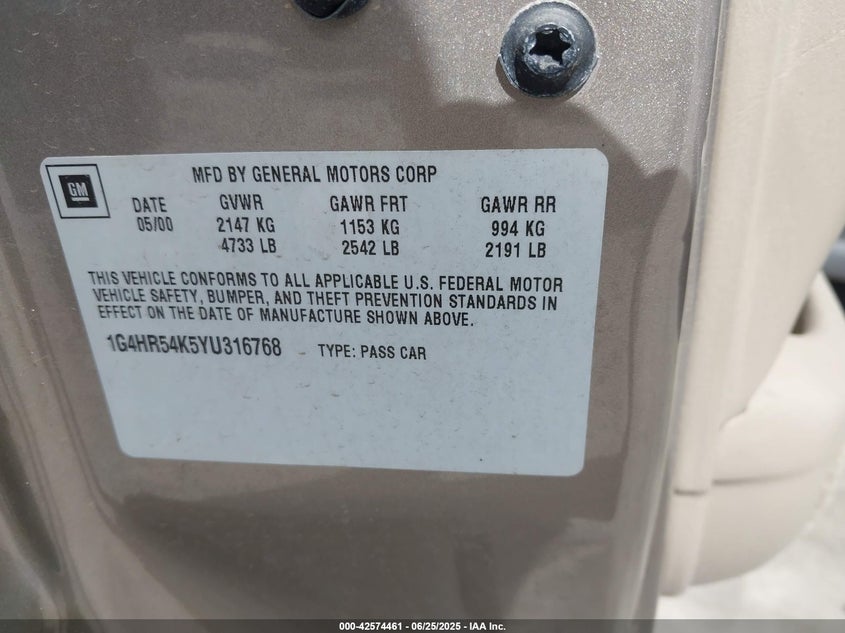 GM
MFD BY GENERAL MOTORS CORP
DATE GVWR GAWR FRT GAWR RR
05/00 2147 KG 1153 KG 994 KG
4733 LB 2542 LB 2191 LB
THIS VEHICLE CONFORMS TO ALL APPLICABLE U.S. FEDERAL MOTOR
VEHICLE SAFETY, BUMPER, AND THEFT PREVENTION STANDARDS IN
EFFECT ON THE DATE OF MANUFACTURE SHOWN ABOVE.
1G4HR54K5YU316768 TYPE: PASS CAR
000-42574461 - 06/25/2025 - IAA Inc.